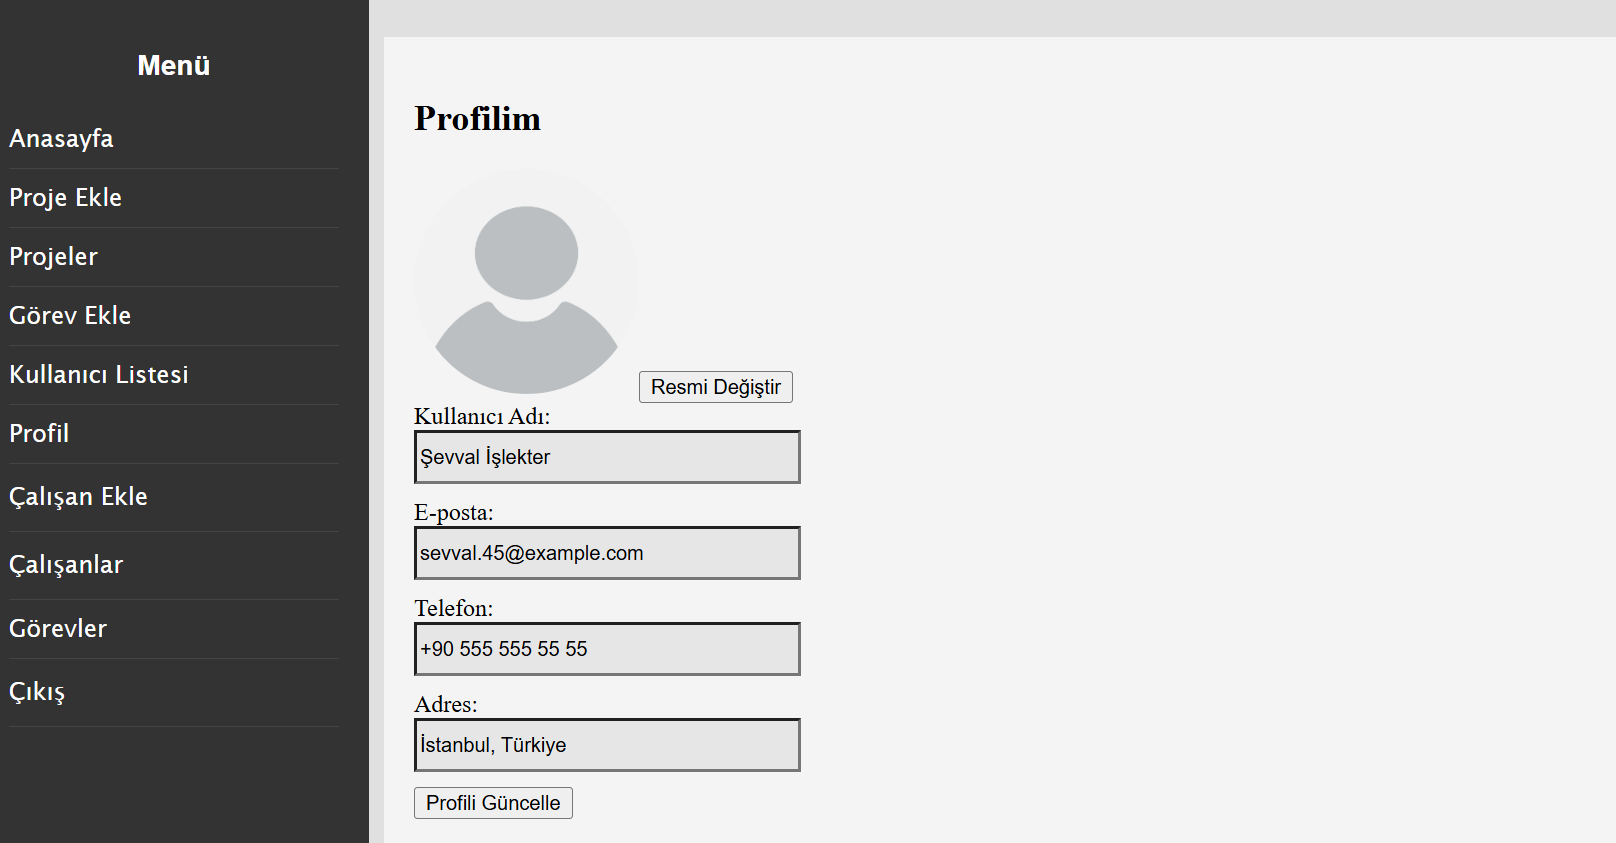 Menü
Anasayfa
Proje Ekle
Projeler
Görev Ekle
Kullanıcı Listesi
Profil
Çalışan Ekle
Çalışanlar
Görevler
Çıkış
Profilim
Resmi Değiştir
Kullanıcı Adı:
Şevval İşlekter
E-posta:
sevval.45@example.com
Telefon:
+90 555 555 55 55
Adres:
İstanbul, Türkiye
Profili Güncelle